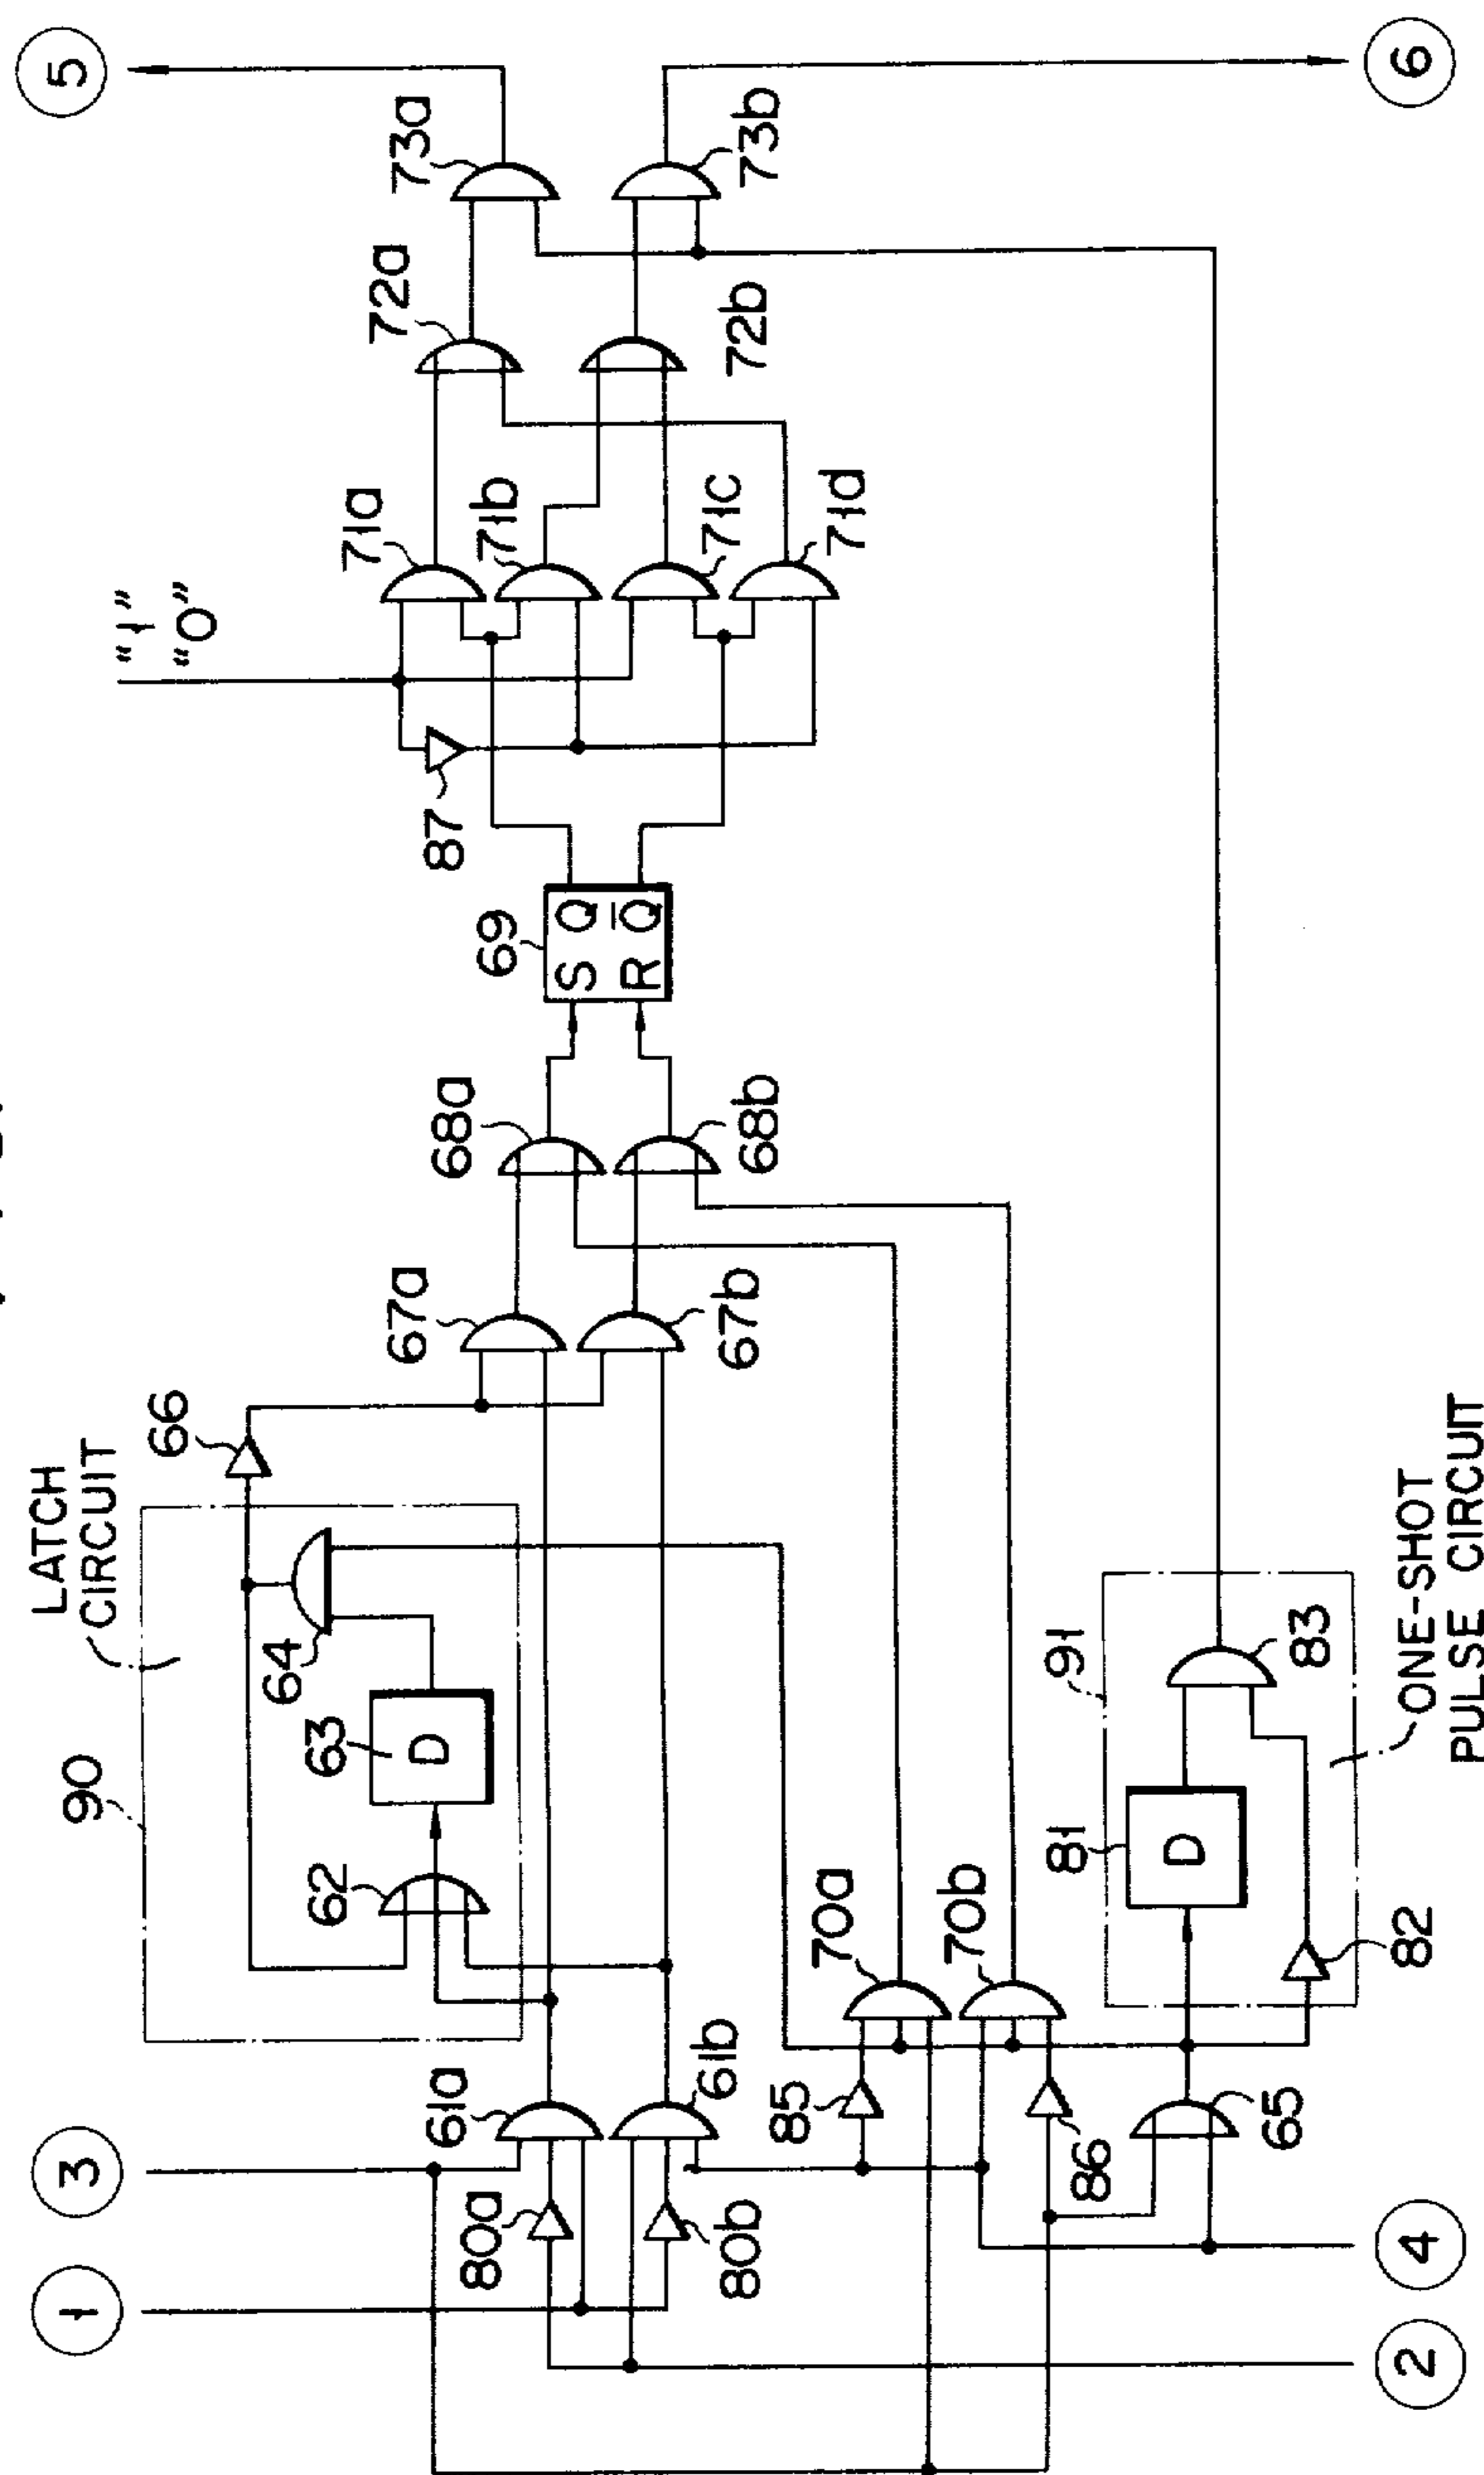 5
6
73a
73b
72a
72b
71a
71b
71c
71d
"1"
"0"
87
69
S Q
R Q̅
68a
68b
67a
67b
66
LATCH
CIRCUIT
90
64
63
D
62
61a
61b
80a
80b
3
1
85
86
70a
70b
65
4
2
91
81
D
83
82
ONE-SHOT
PULSE CIRCUIT